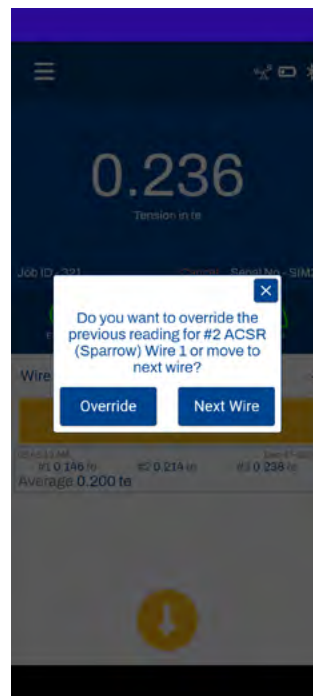 0.236
Tension in te
Job ID - 321 Serial No - SIM
Do you want to override the
previous reading for #2 ACSR
(Sparrow) Wire 1 or move to
next wire?
Override Next Wire
Wire
#1 0.146 te #2 0.214 te #3 0.238 te
Average 0.200 te